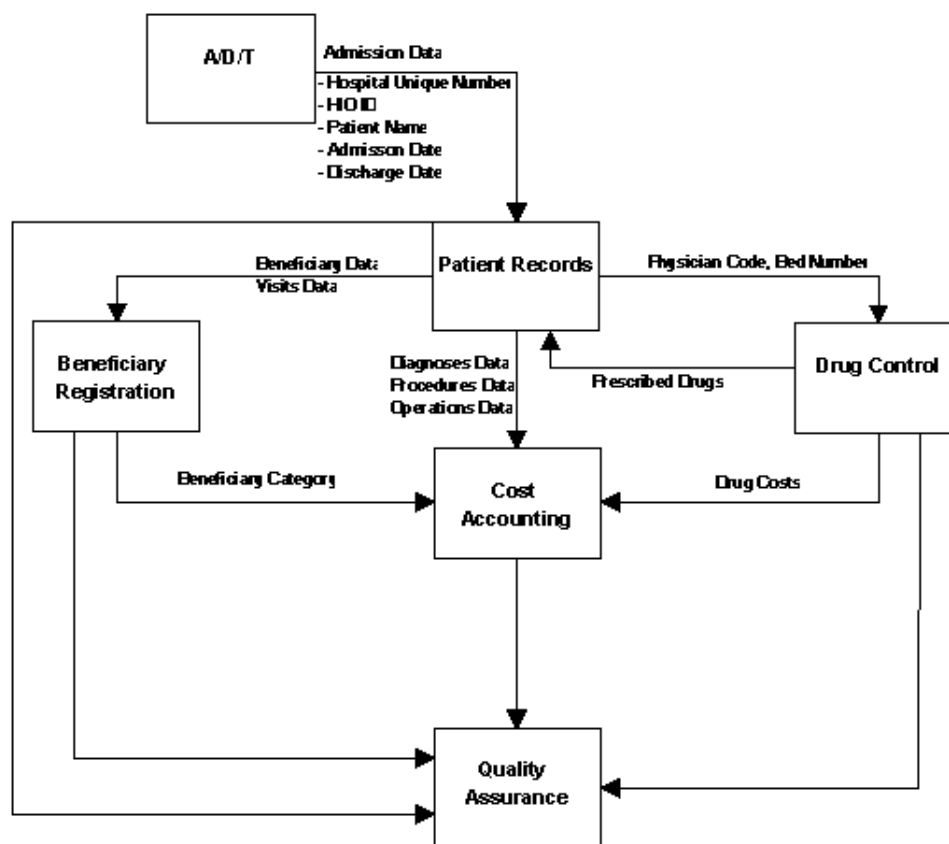 A/D/T
Admission Data
- Hospital Unique Number
- HIO ID
- Patient Name
- Admisson Date
- Discharge Date
Patient Records
Beneficiary Data
Visits Data
Physician Code, Bed Number
Beneficiary
Registration
Drug Control
Diagnoses Data
Procedures Data
Operations Data
Prescribed Drugs
Beneficiary Category
Cost
Accounting
Drug Costs
Quality
Assurance